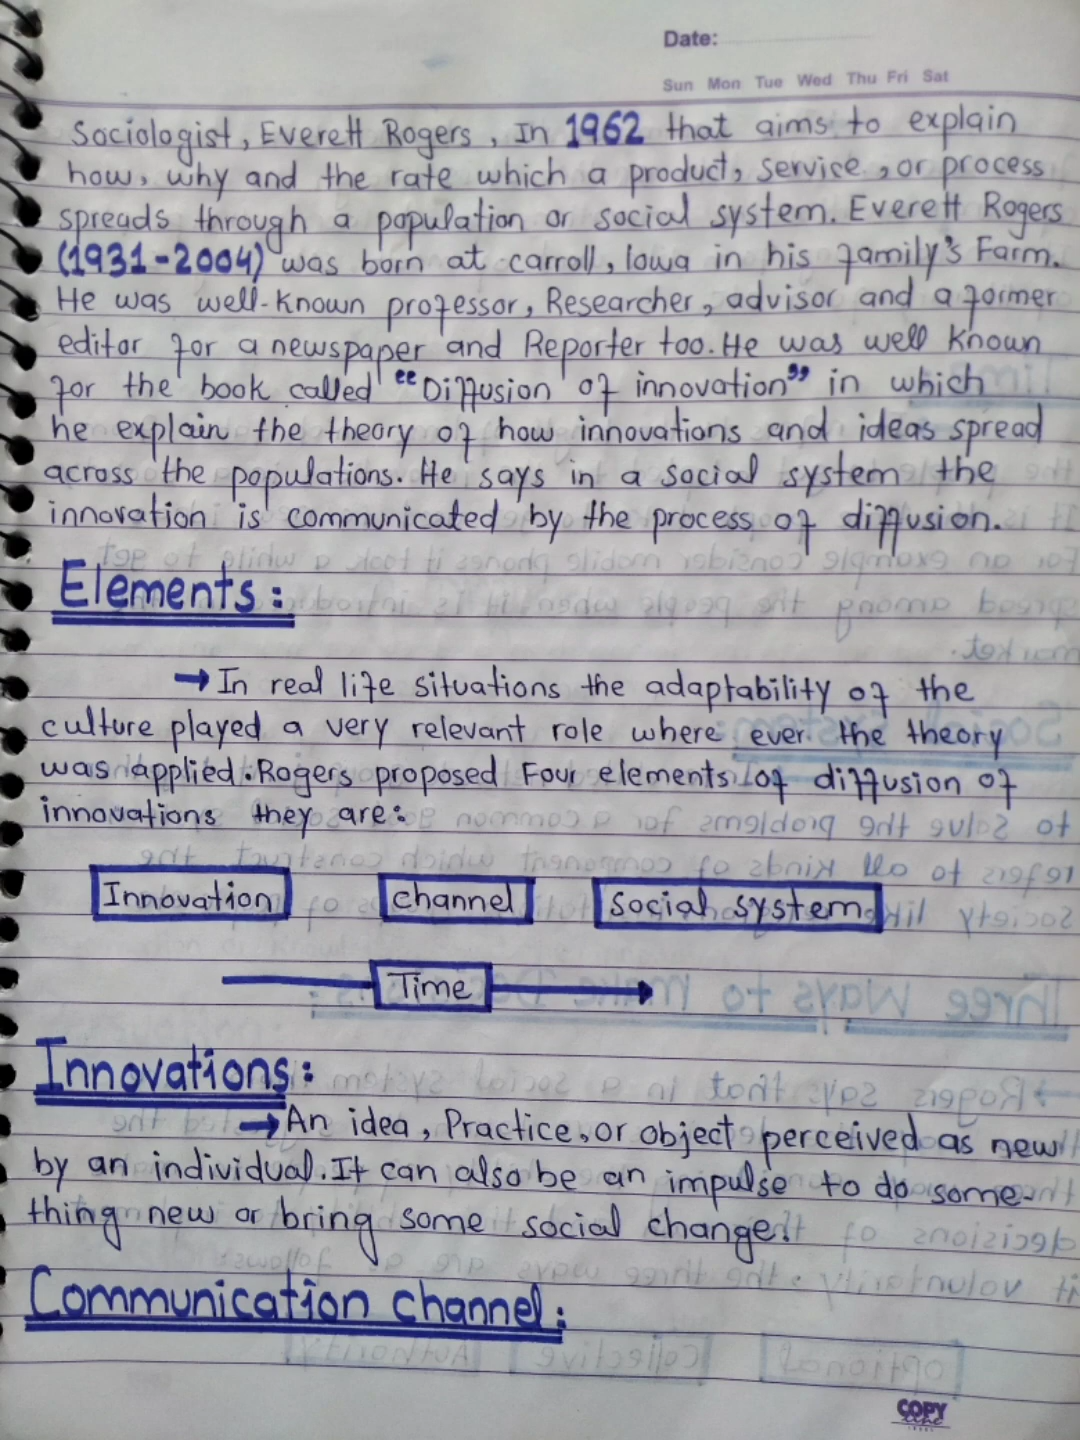 Date:
Sun Mon Tue Wed Thu Fri Sat
Sociologist, Everett Rogers, In 1962 that aims to explain
how, why and the rate which a product, service, or process
spreads through a population or social system. Everett Rogers
(1931-2004) was born at carroll, Iowa in his family's Farm.
He was well-known professor, Researcher, advisor and a former
editor for a newspaper and Reporter too. He was well known
for the book called "Diffusion of innovation" in which
he explain the theory of how innovations and ideas spread
across the populations. He says in a social system the
innovation is communicated by the process of diffusion.
Elements:
→ In real life situations the adaptability of the
culture played a very relevant role where ever the theory
was applied. Rogers proposed Four elements of diffusion of
innovations they are:
Innovation channel social system
Time
Innovations:
→ An idea, Practice, or object perceived as new
by an individual. It can also be an impulse to do some-
thing new or bring some social change.
Communication channel:
COPY